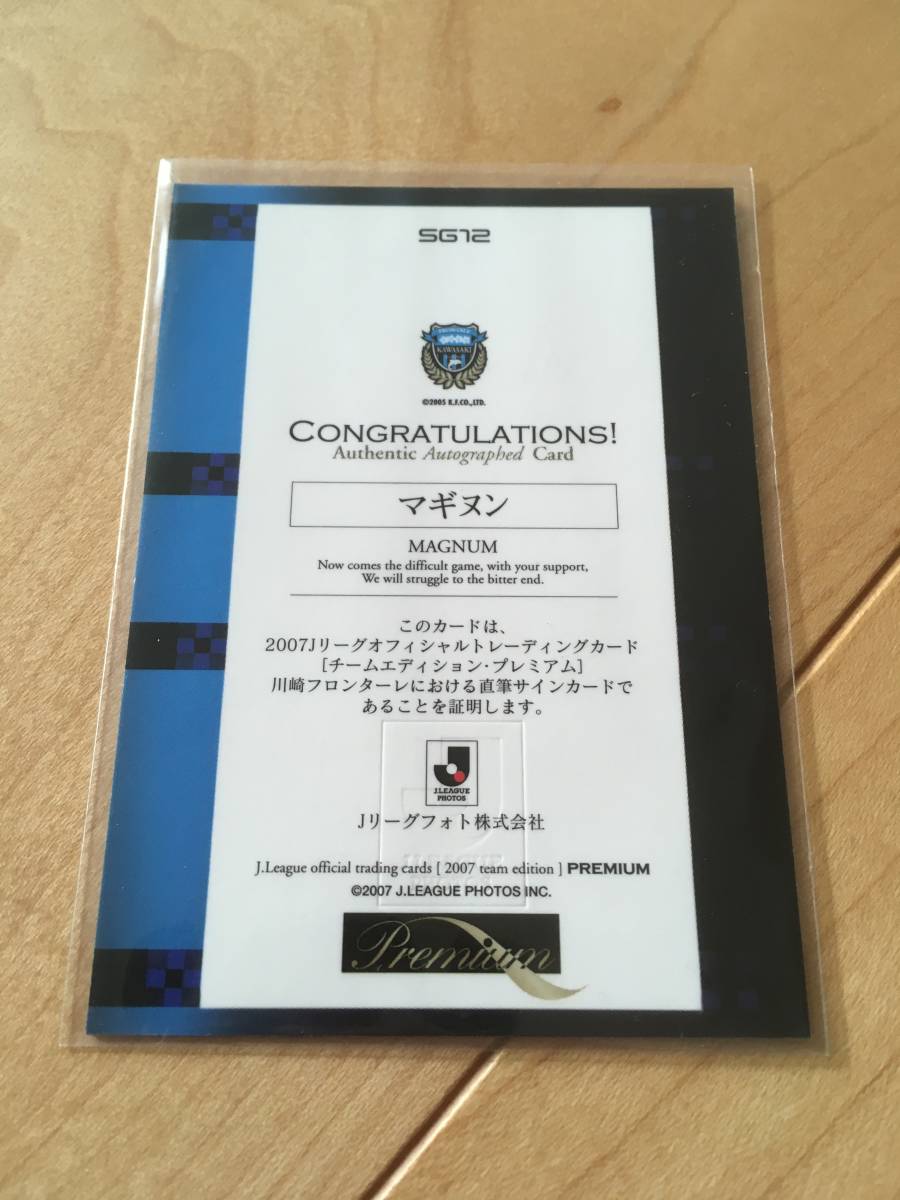 SG12
FRONTALE
KAWASAKI
©2005 K.F.CO.,LTD.
CONGRATULATIONS!
Authentic Autographed Card
マギヌン
MAGNUM
Now comes the difficult game, with your support,
We will struggle to the bitter end.
このカードは、
2007Jリーグオフィシャルトレーディングカード
[チームエディション・プレミアム]
川崎フロンターレにおける直筆サインカードで
あることを証明します。
J.LEAGUE
PHOTOS
Jリーグフォト株式会社
J.LEAGUE
PHOTOS
J.League official trading cards [ 2007 team edition ] PREMIUM
©2007 J.LEAGUE PHOTOS INC.
Premium